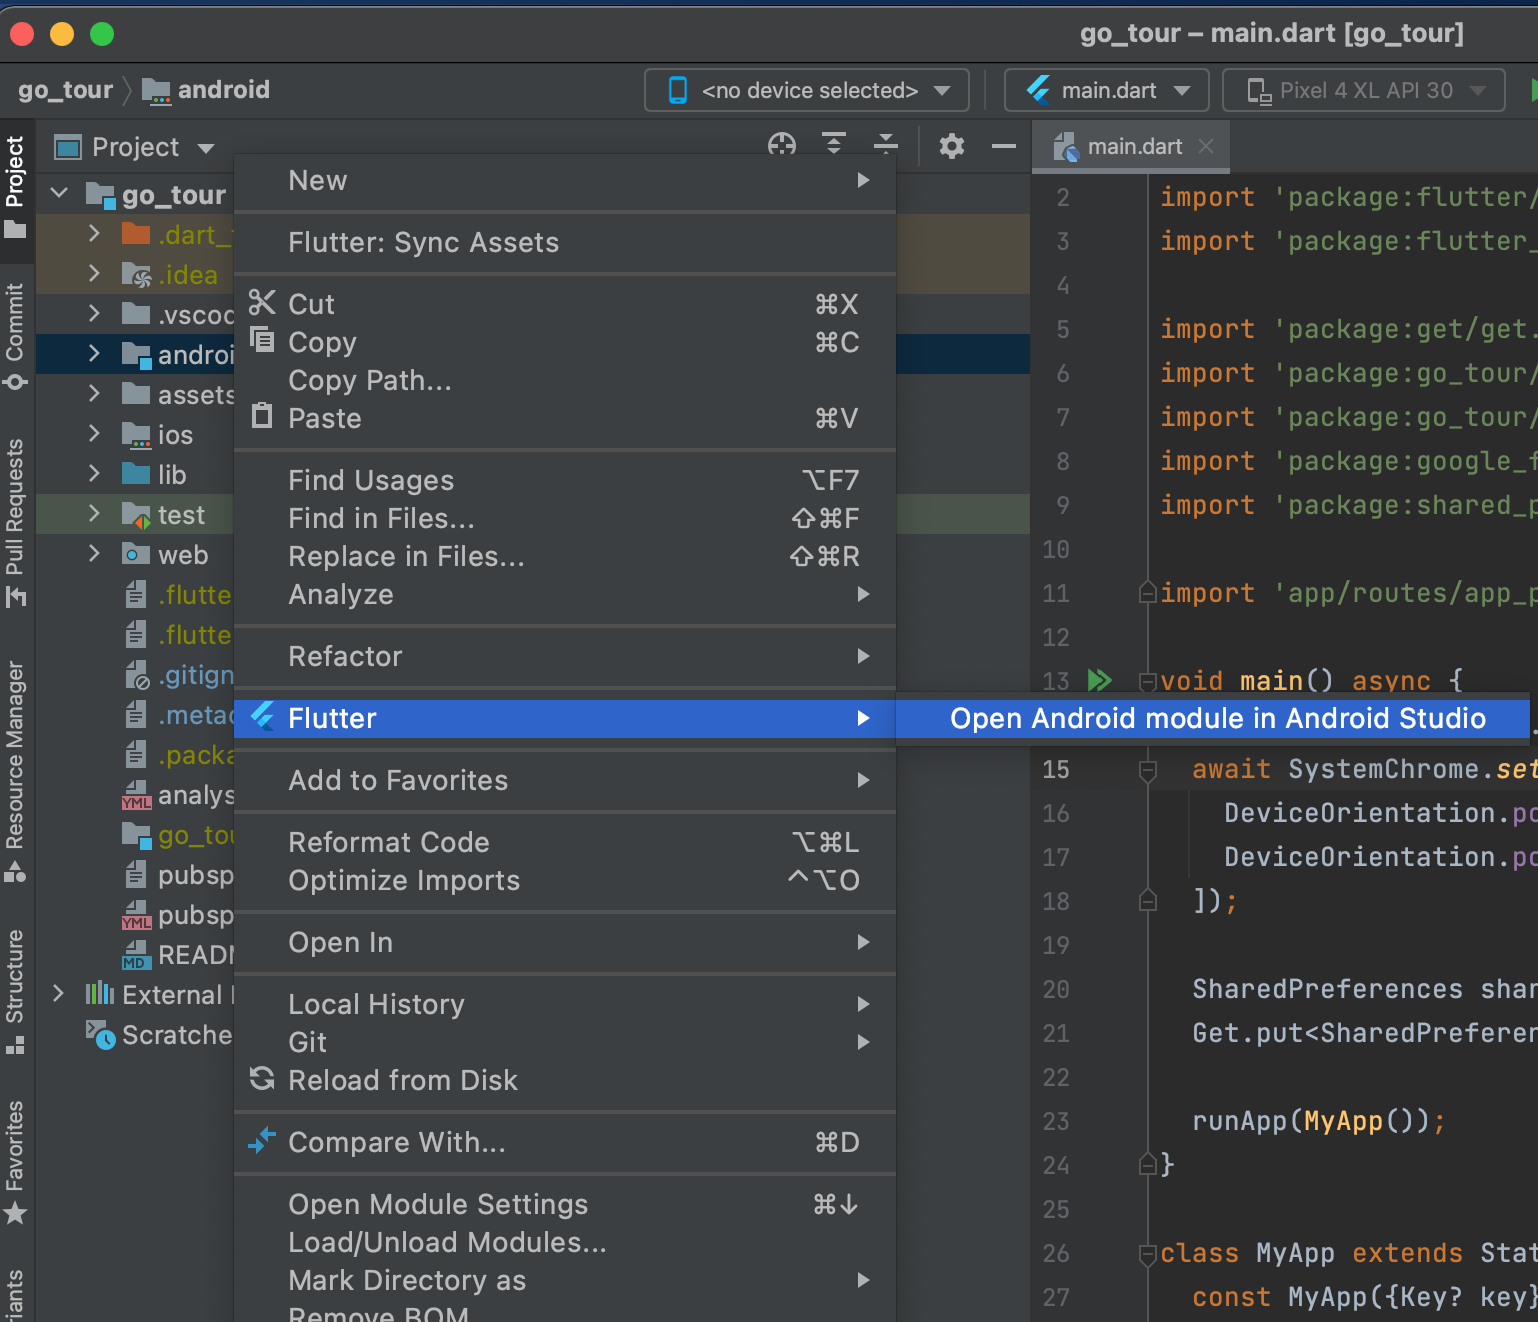 go_tour – main.dart [go_tour]
go_tour android
<no device selected>
main.dart
Pixel 4 XL API 30
Project
Commit
Pull Requests
Resource Manager
Structure
Favorites
riants
Project
go_tour
.dart_
.idea
.vscod
androi
assets
ios
lib
test
web
.flutte
.flutte
.gitign
.metad
.packa
YML analys
go_tou
pubsp
YML pubsp
MD READM
External
Scratche
New
Flutter: Sync Assets
Cut ⌘X
Copy ⌘C
Copy Path...
Paste ⌘V
Find Usages ⌥F7
Find in Files... ⇧⌘F
Replace in Files... ⇧⌘R
Analyze
Refactor
Flutter
Open Android module in Android Studio
Add to Favorites
Reformat Code ⌥⌘L
Optimize Imports ^⌥O
Open In
Local History
Git
Reload from Disk
Compare With... ⌘D
Open Module Settings ⌘↓
Load/Unload Modules...
Mark Directory as
Remove BOM
main.dart
2 import 'package:flutter/
3 import 'package:flutter_
4
5 import 'package:get/get.
6 import 'package:go_tour/
7 import 'package:go_tour/
8 import 'package:google_f
9 import 'package:shared_p
10
11 import 'app/routes/app_p
12
13 void main() async {
15 await SystemChrome.set
16 DeviceOrientation.po
17 DeviceOrientation.po
18 ]);
19
20 SharedPreferences shar
21 Get.put<SharedPreferen
22
23 runApp(MyApp());
24 }
25
26 class MyApp extends Stat
27 const MyApp({Key? key}